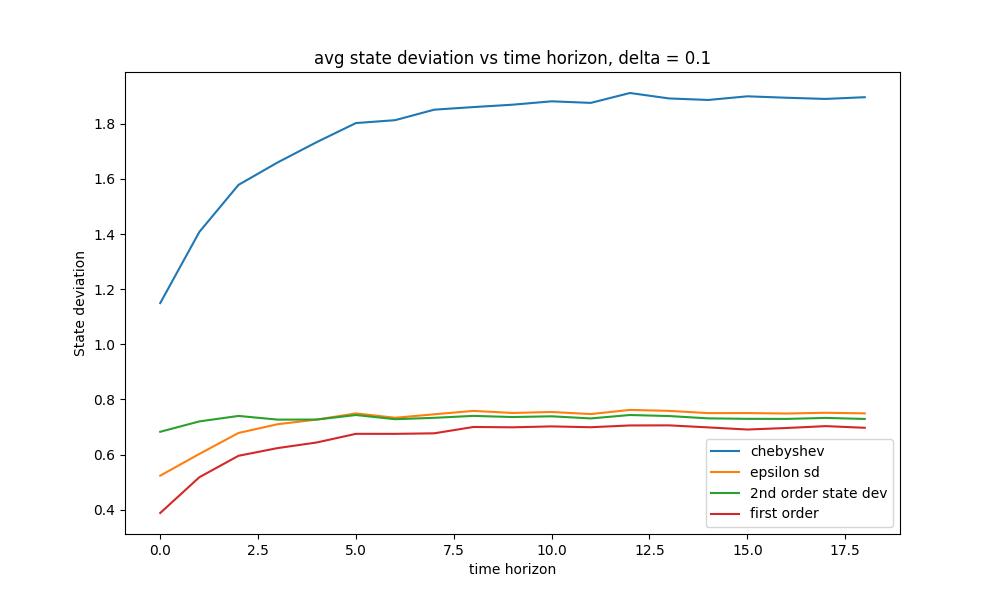 avg state deviation vs time horizon, delta = 0.1
State deviation
1.8
1.6
1.4
1.2
1.0
0.8
0.6
0.4
chebyshev
epsilon sd
2nd order state dev
first order
0.0 2.5 5.0 7.5 10.0 12.5 15.0 17.5
time horizon